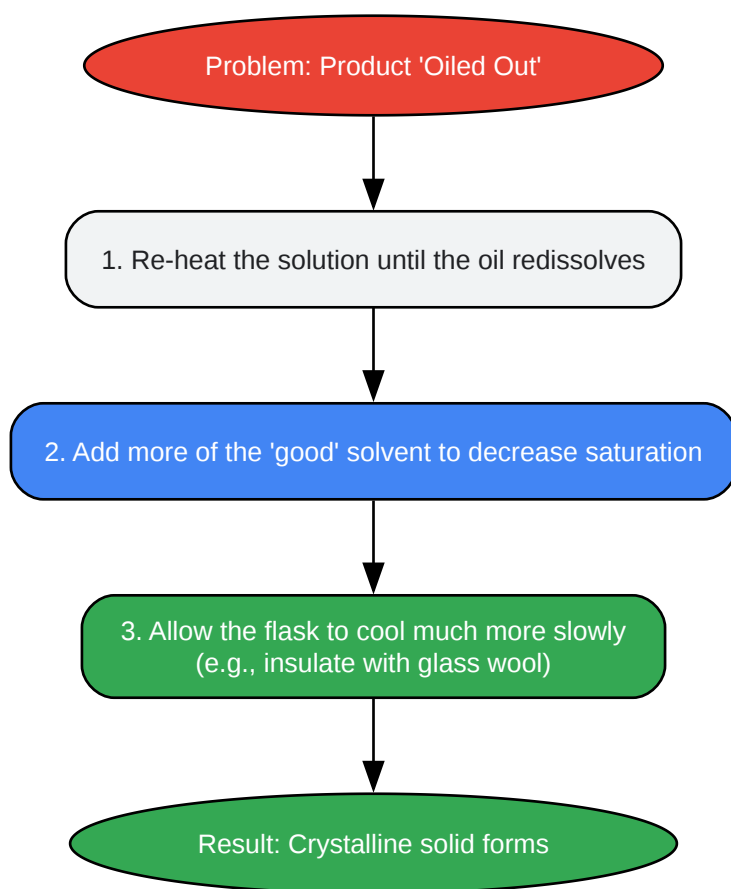 Problem: Product 'Oiled Out'
1. Re-heat the solution until the oil redissolves
2. Add more of the 'good' solvent to decrease saturation
3. Allow the flask to cool much more slowly
(e.g., insulate with glass wool)
Result: Crystalline solid forms